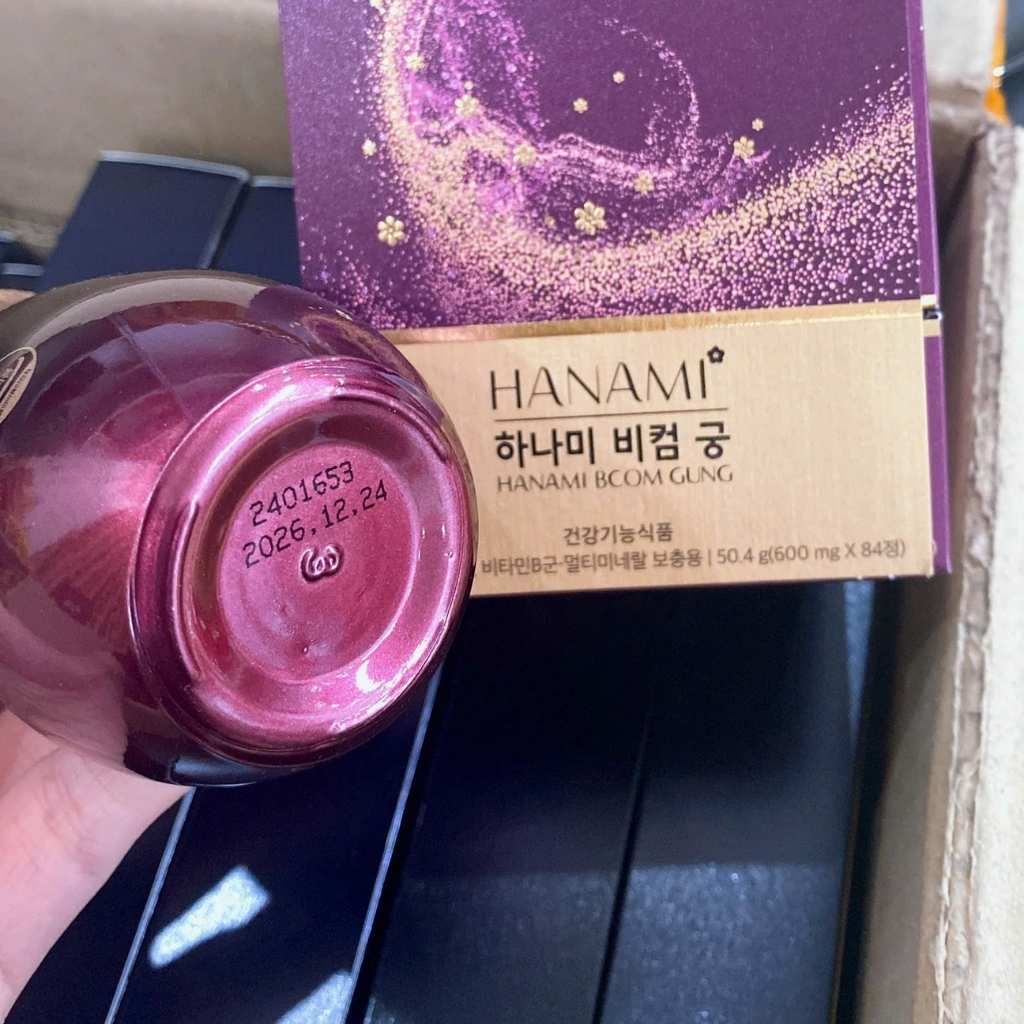 HANAMI
하나미 비컴 궁
HANAMI BCOM GUNG
건강기능식품
비타민B군·멀티미네랄 보충용 | 50.4 g(600 mg X 84정)
2401653
2026.12.24